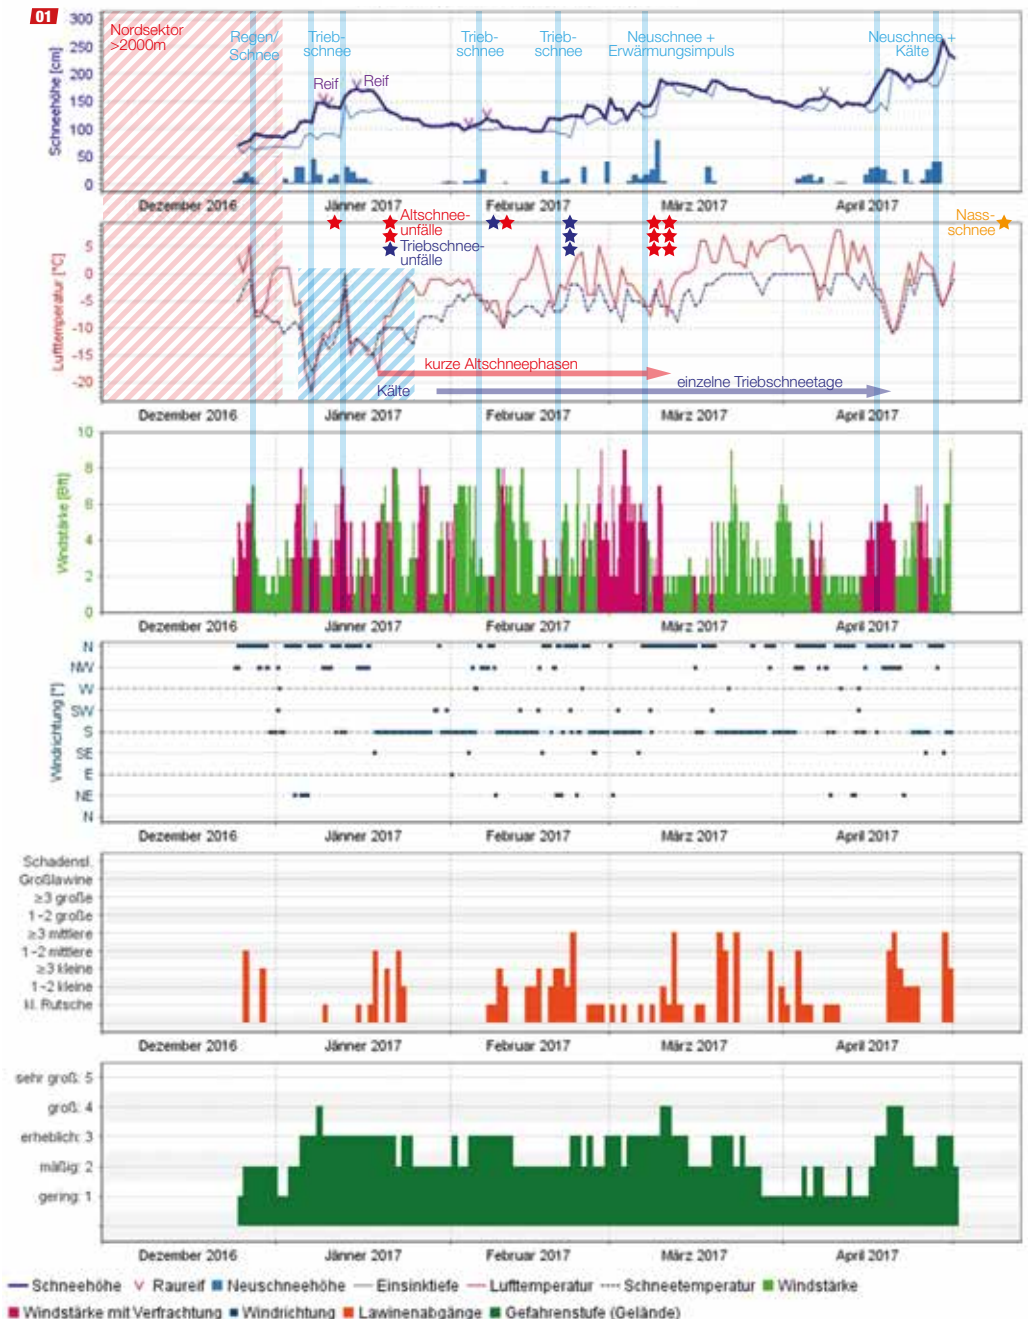 01
Nordsektor
>2000m
Regen/
Schnee
Trieb-
schnee
Trieb-
schnee
Trieb-
schnee
Neuschnee +
Erwärmungsimpuls
Neuschnee +
Kälte
Reif
Reif
Schneehöhe [cm]
300
250
200
150
100
50
0
Dezember 2016 Jänner 2017 Februar 2017 März 2017 April 2017
Altschnee-
unfälle
Triebschnee-
unfälle
Nass-
schnee
Lufttemperatur [°C]
5
0
-5
-10
-15
-20
kurze Altschneephasen
Kälte
einzelne Triebschneetage
Dezember 2016 Jänner 2017 Februar 2017 März 2017 April 2017
Windstärke [Bft]
10
8
6
4
2
0
Dezember 2016 Jänner 2017 Februar 2017 März 2017 April 2017
Windrichtung [°]
N
NW
W
SW
S
SE
E
NE
N
Dezember 2016 Jänner 2017 Februar 2017 März 2017 April 2017
Schadensl.
Großlawine
≥3 große
1-2 große
≥3 mittlere
1-2 mittlere
≥3 kleine
1-2 kleine
kl. Rutsche
Dezember 2016 Jänner 2017 Februar 2017 März 2017 April 2017
sehr groß: 5
groß: 4
erheblich: 3
mäßig: 2
gering: 1
Dezember 2016 Jänner 2017 Februar 2017 März 2017 April 2017
Schneehöhe Raureif Neuschneehöhe Einsinktiefe Lufttemperatur Schneetemperatur Windstärke
Windstärke mit Verfrachtung Windrichtung Lawinenabgänge Gefahrenstufe (Gelände)